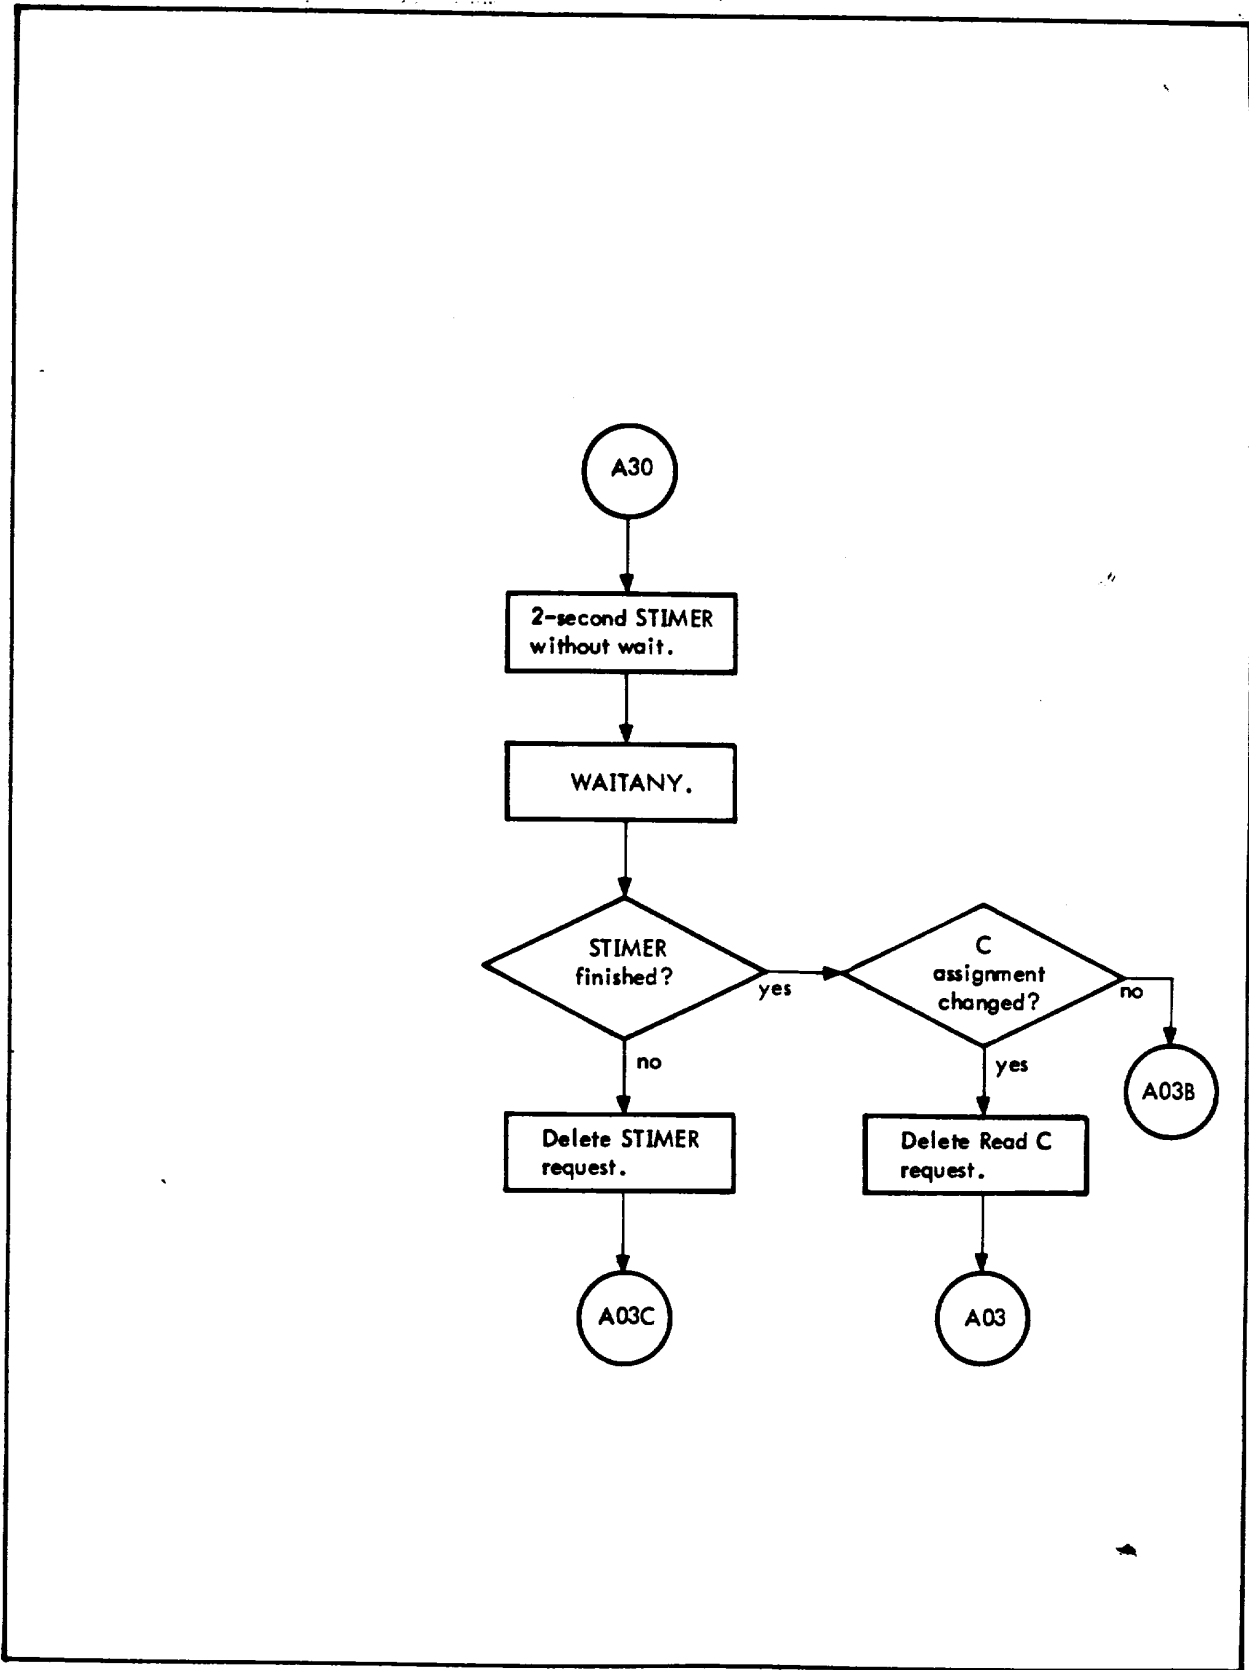 A30
2-second STIMER
without wait.
WAITANY.
STIMER
finished?
yes
C
assignment
changed?
no
A03B
no
yes
Delete STIMER
request.
Delete Read C
request.
A03C
A03